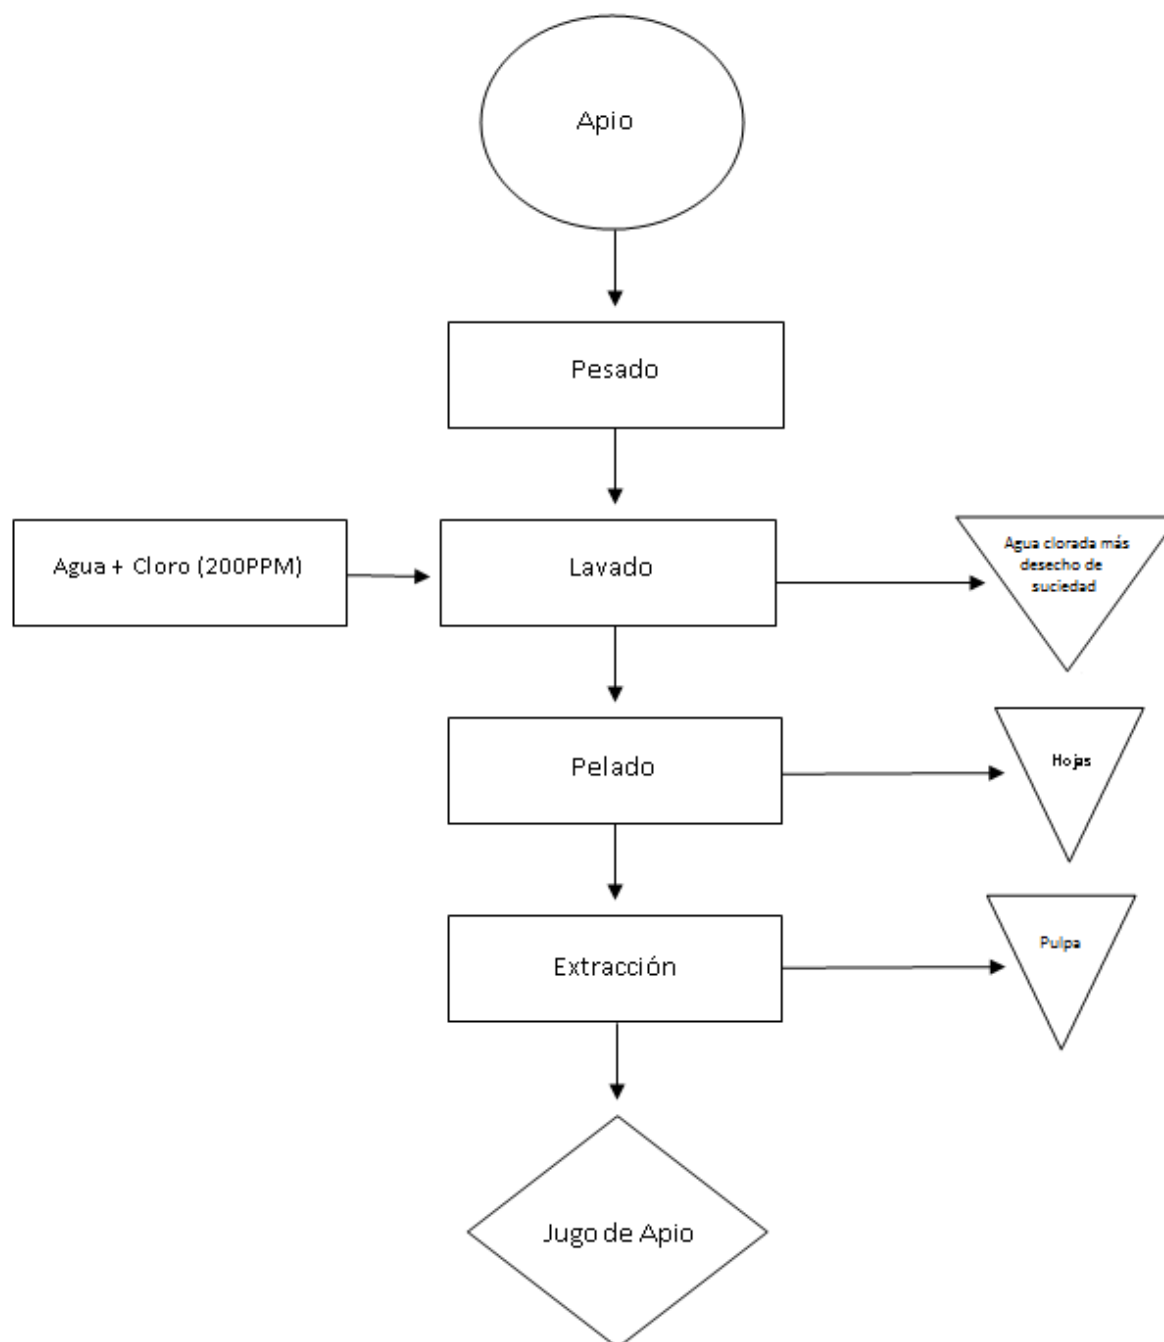 Apio
Pesado
Agua + Cloro (200PPM)
Lavado
Agua clorada más
desecho de
suciedad
Pelado
Hojas
Extracción
Pulpa
Jugo de Apio